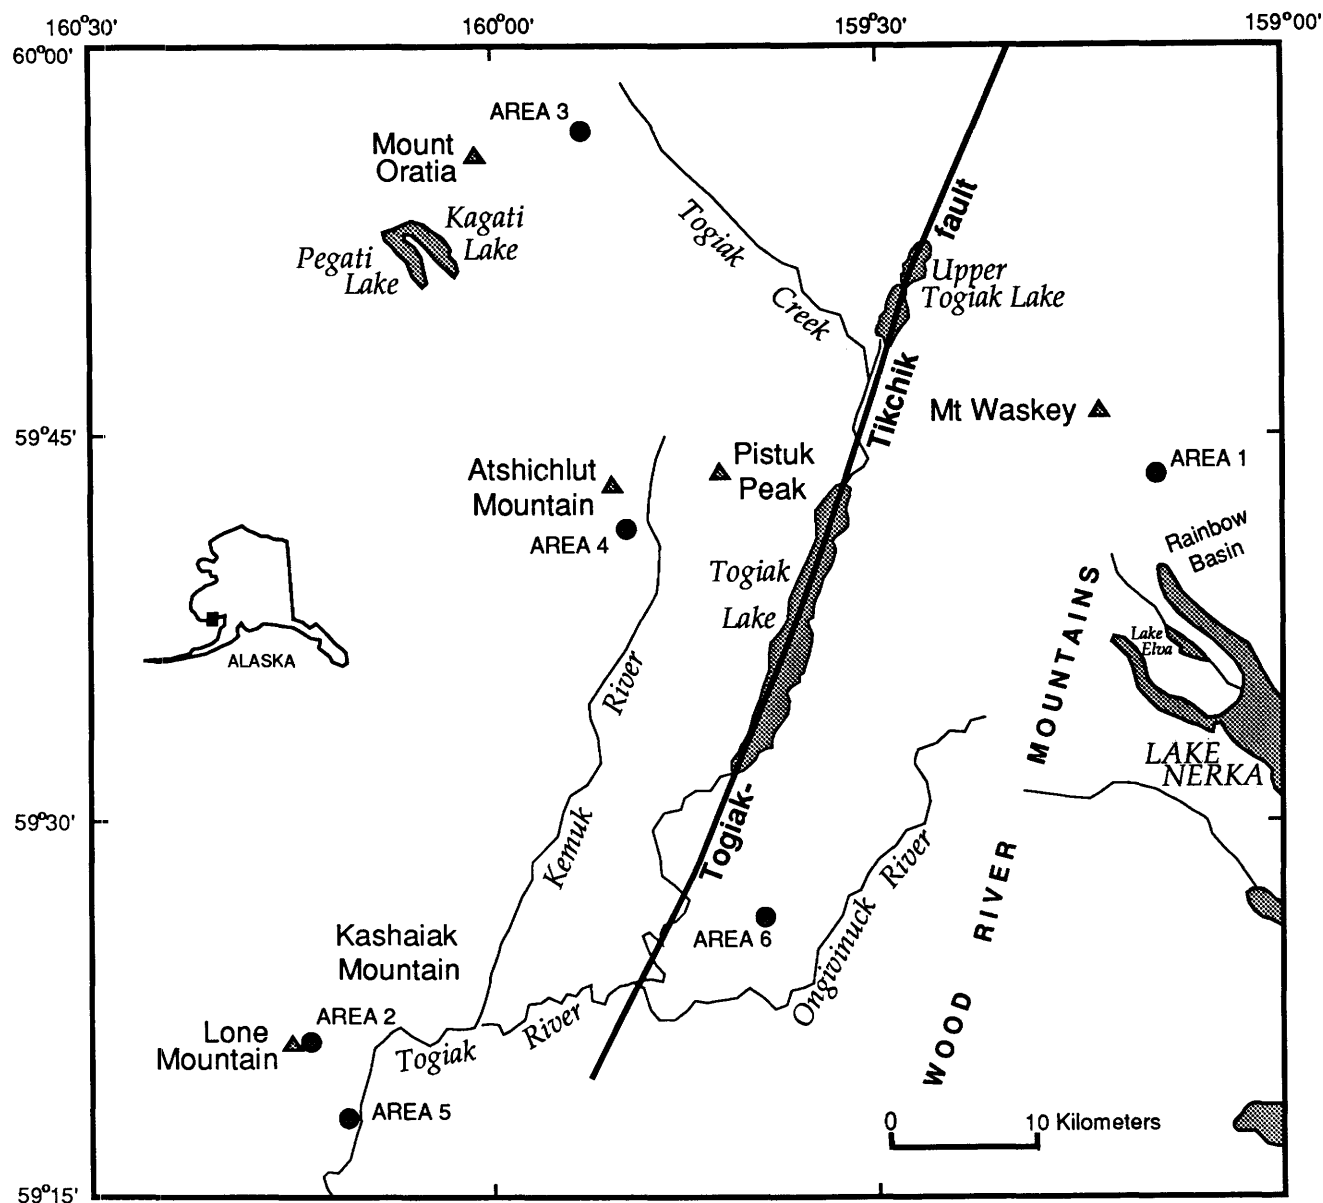 160°30'
160°00'
159°30'
159°00'
60°00'
AREA 3
Mount
Oratia
Kagati
Lake
Pegati
Lake
Togiak
Creek
fault
Upper
Togiak Lake
Tikchik
Mt Waskey
59°45'
Atshichlut
Mountain
Pistuk
Peak
AREA 1
AREA 4
Rainbow
Basin
Togiak
Lake
Lake
Elva
ALASKA
River
MOUNTAINS
LAKE
NERKA
59°30'
Togiak-
Kemuk
River
RIVER
AREA 6
Ongivinuck
Kashaiak
Mountain
AREA 2
Lone
Mountain
Togiak
River
WOOD
AREA 5
0
10 Kilometers
59°15'